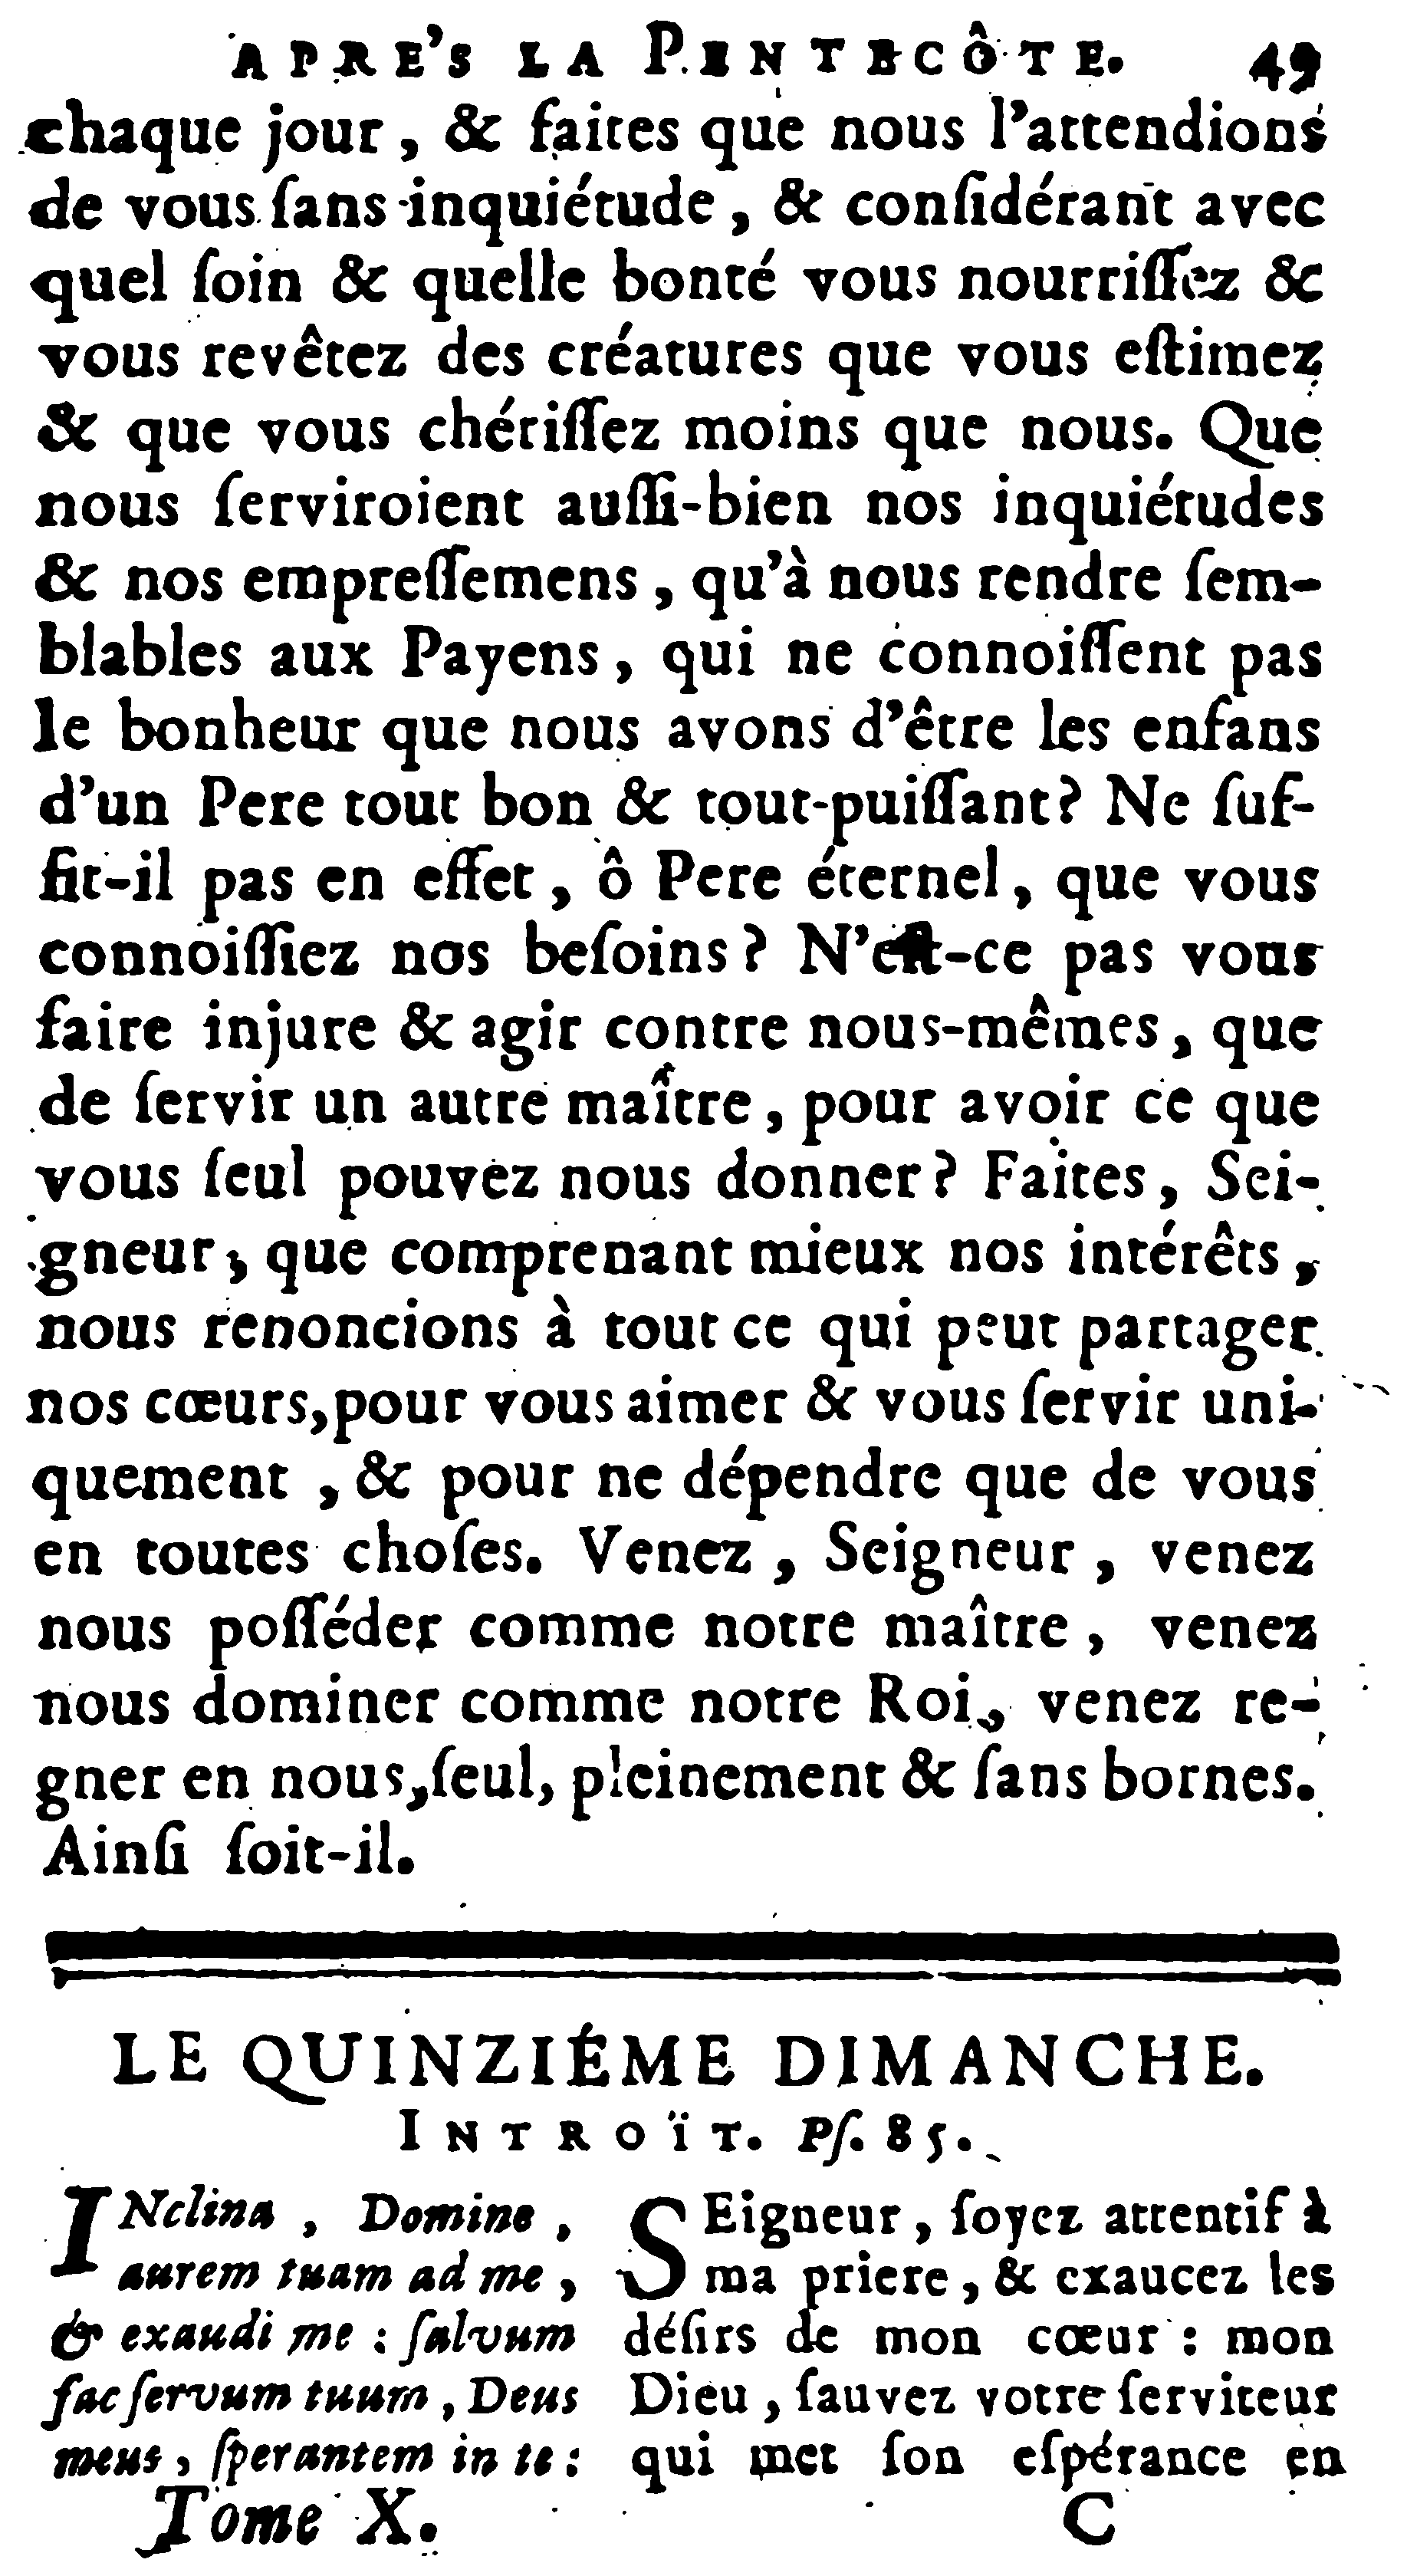 APRE'S LA PENTECÔTE. 49
chaque jour, & faites que nous l'attendions
de vous ſans inquiétude, & conſidérant avec
quel ſoin & quelle bonté vous nourriſſez &
vous revêtez des créatures que vous eſtimez
& que vous chériſſez moins que nous. Que
nous ſerviroient auſſi-bien nos inquiétudes
& nos empreſſemens, qu'à nous rendre ſem-
blables aux Payens, qui ne connoiſſent pas
le bonheur que nous avons d'être les enfans
d'un Pere tout bon & tout-puiſſant? Ne ſuf-
fit-il pas en effet, ô Pere éternel, que vous
connoiſſiez nos beſoins? N'eſt-ce pas vous
faire injure & agir contre nous-mêmes, que
de ſervir un autre maître, pour avoir ce que
vous ſeul pouvez nous donner? Faites, Sei-
gneur, que comprenant mieux nos intérêts,
nous renoncions à tout ce qui peut partager
nos cœurs, pour vous aimer & vous ſervir uni-
quement, & pour ne dépendre que de vous
en toutes choſes. Venez, Seigneur, venez
nous poſſéder comme notre maître, venez
nous dominer comme notre Roi, venez re-
gner en nous, ſeul, pleinement & ſans bornes.
Ainſi ſoit-il.
LE QUINZIÉME DIMANCHE.
INTROÏT. Pſ. 85.
INclina, Domine,
aurem tuam ad me,
& exaudi me: ſalvum
fac ſervum tuum, Deus
meus, ſperantem in te:
SEigneur, ſoyez attentif à
ma priere, & exaucez les
déſirs de mon cœur: mon
Dieu, ſauvez votre ſerviteur
qui met ſon eſpérance en
Tome X. C